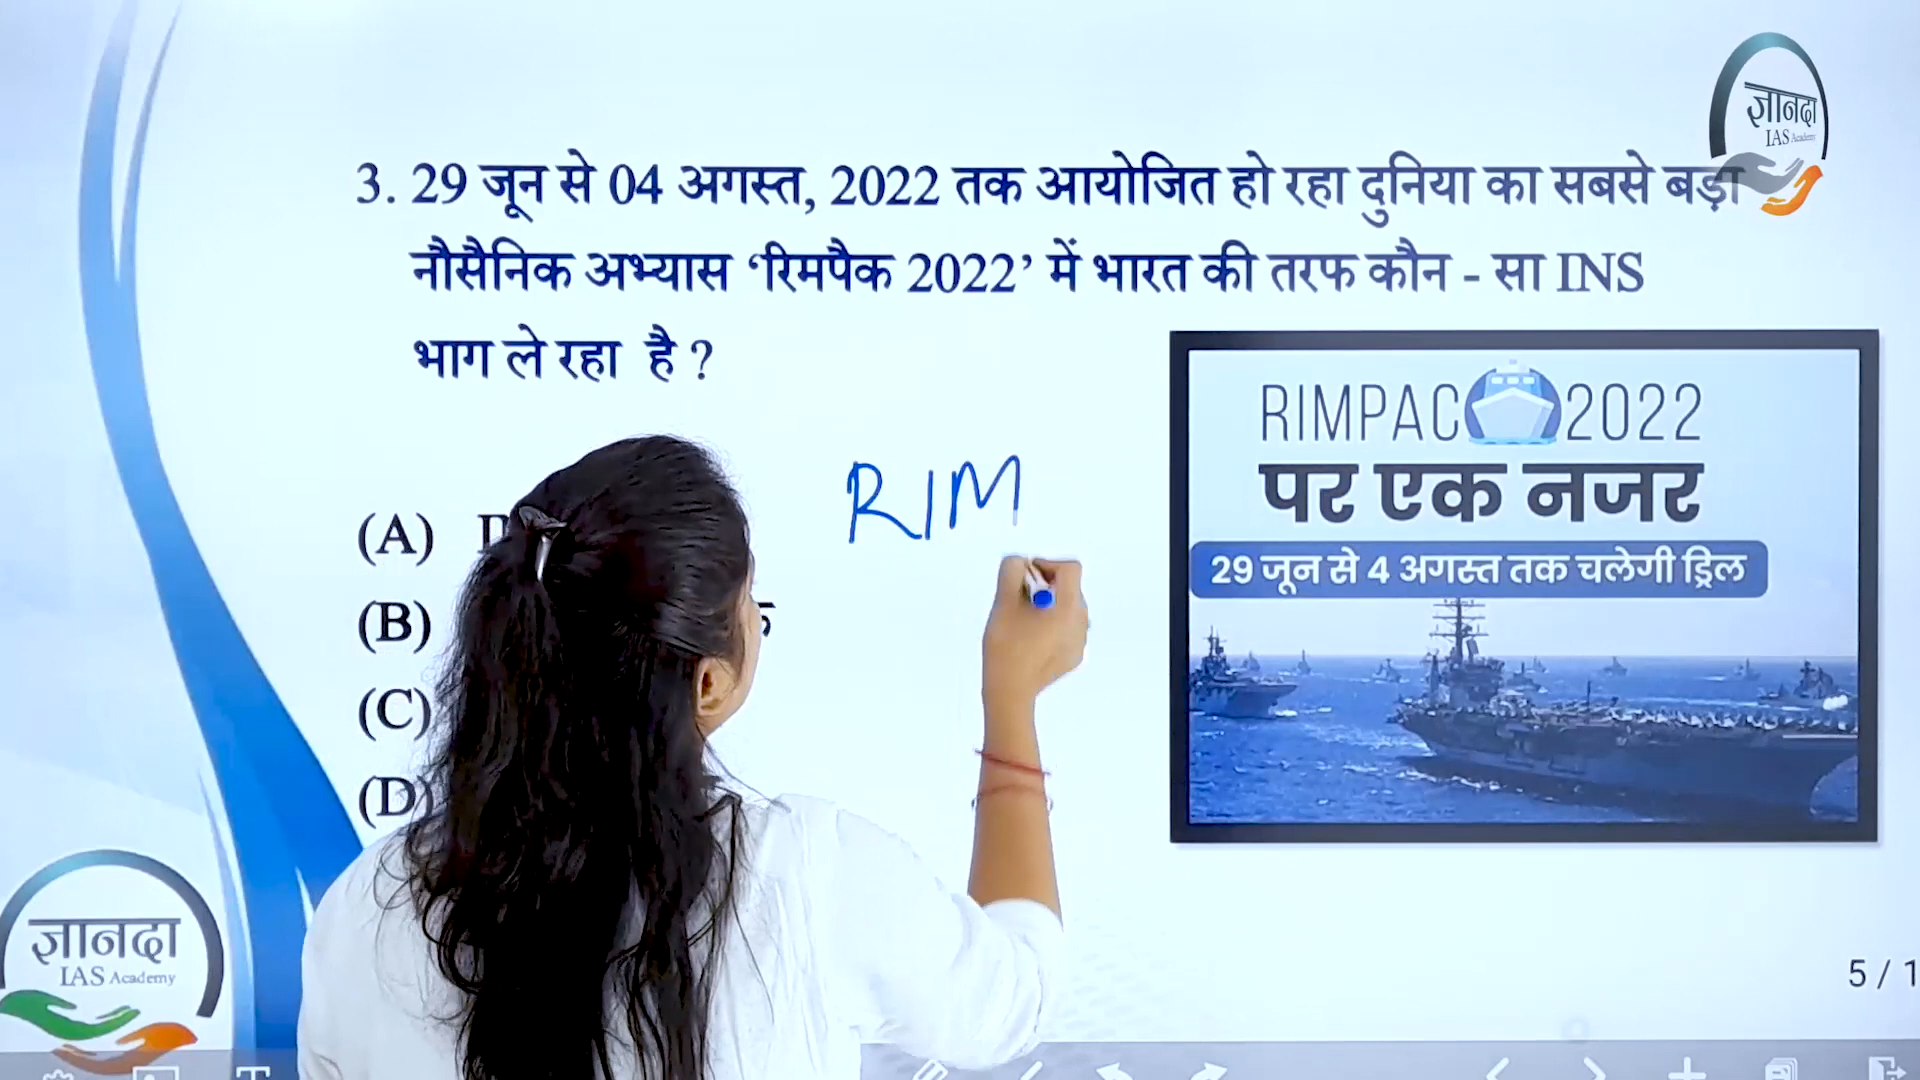 ज्ञानदा
IAS Academy
3. 29 जून से 04 अगस्त, 2022 तक आयोजित हो रहा दुनिया का सबसे बड़ा
नौसैनिक अभ्यास ‘रिमपैक 2022’ में भारत की तरफ कौन - सा INS
भाग ले रहा है ?
RIMPAC 2022
पर एक नजर
29 जून से 4 अगस्त तक चलेगी ड्रिल
RIM
(A)
(B)
(C)
(D)
ज्ञानदा
IAS Academy
5 / 1